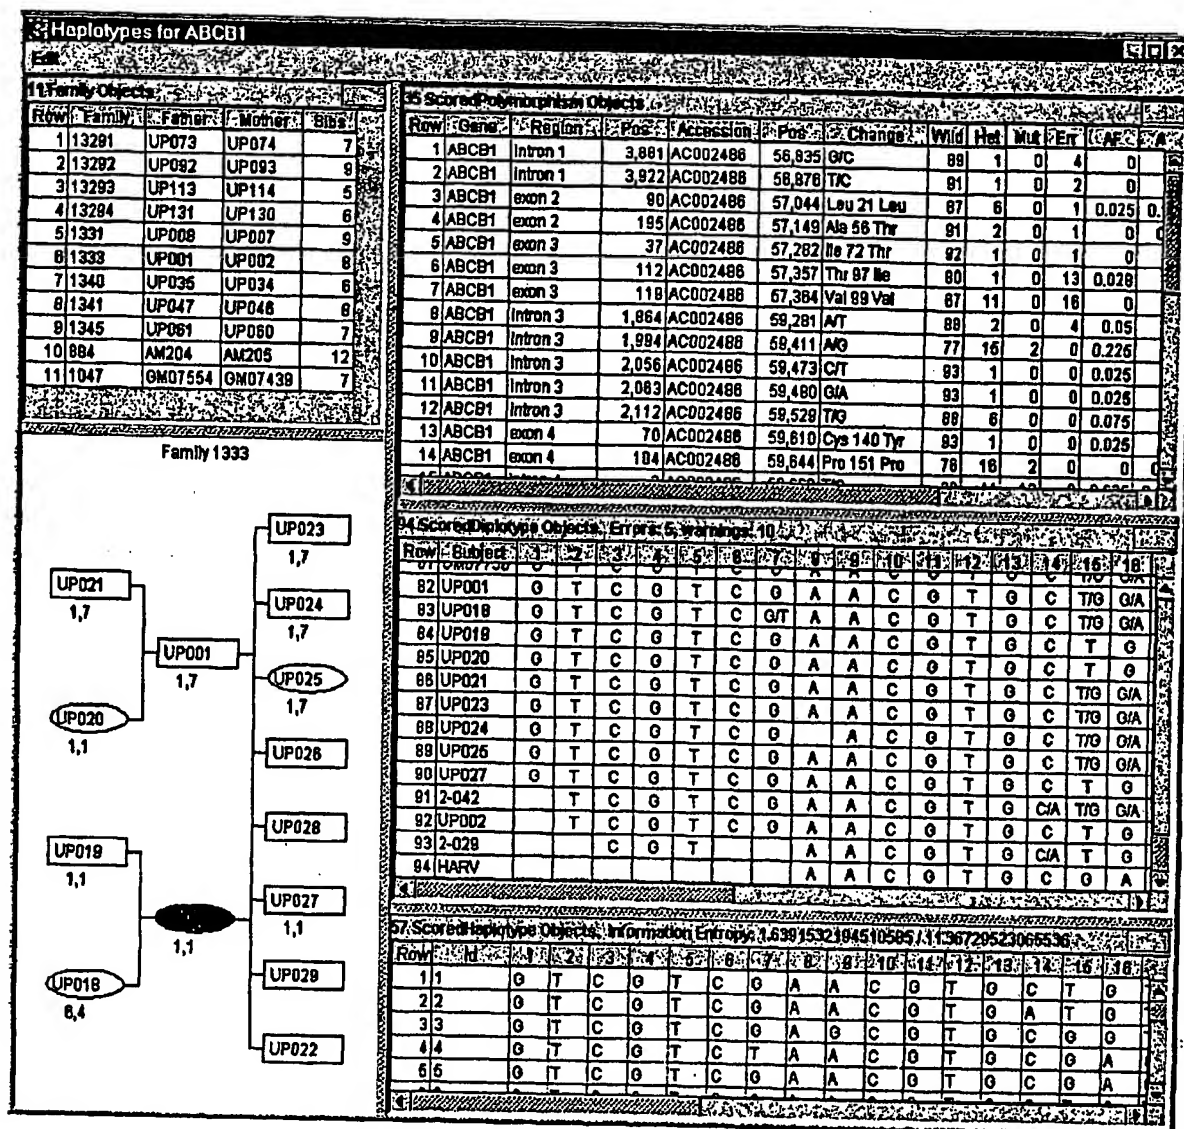 Haplotypes for ABCB1
Edit
11 Family Objects
Row Family Father Mother Sibs
1 13291 UP073 UP074 7
2 13292 UP092 UP093 9
3 13293 UP113 UP114 5
4 13294 UP131 UP130 6
5 1331 UP008 UP007 9
6 1333 UP001 UP002 8
7 1340 UP035 UP034 6
8 1341 UP047 UP046 8
9 1345 UP061 UP060 7
10 884 AM204 AM205 12
11 1047 GM07554 GM07439 7
35 ScoredPolymorphism Objects
Row Gene Region Pos Accession Pos Change Wild Het Mut Err AF A
1 ABCB1 Intron 1 3,881 AC002486 56,835 G/C 89 1 0 4 0
2 ABCB1 Intron 1 3,922 AC002486 56,876 T/C 91 1 0 2 0
3 ABCB1 exon 2 90 AC002486 57,044 Leu 21 Leu 87 6 0 1 0.025 0.
4 ABCB1 exon 2 195 AC002486 57,149 Ala 56 Thr 91 2 0 1 0
5 ABCB1 exon 3 37 AC002486 57,282 Ile 72 Thr 92 1 0 1 0
6 ABCB1 exon 3 112 AC002486 57,357 Thr 97 Ile 80 1 0 13 0.028
7 ABCB1 exon 3 119 AC002486 57,364 Val 99 Val 67 11 0 16 0
8 ABCB1 Intron 3 1,864 AC002486 59,281 A/T 88 2 0 4 0.05
9 ABCB1 Intron 3 1,994 AC002486 59,411 A/G 77 15 2 0 0.225
10 ABCB1 Intron 3 2,056 AC002486 59,473 C/T 93 1 0 0 0.025
11 ABCB1 Intron 3 2,063 AC002486 59,480 G/A 93 1 0 0 0.025
12 ABCB1 Intron 3 2,112 AC002486 59,529 T/G 88 6 0 0 0.075
13 ABCB1 exon 4 70 AC002486 59,610 Cys 140 Tyr 93 1 0 0 0.025
14 ABCB1 exon 4 104 AC002486 59,644 Pro 151 Pro 76 16 2 0 0
Family 1333
UP023
1,7
UP021
1,7
UP024
1,7
UP001
1,7
UP025
1,7
UP020
1,1
UP026
UP028
UP019
1,1
UP027
1,1
1,1
UP029
UP018
6,4
UP022
94 ScoredDiplotype Objects, Errors: 5, warnings: 10
Row Subject 1 2 3 4 5 6 7 8 9 10 11 12 13 14 15 16
82 UP001 G T C G T C G A A C G T G C T/G G/A
83 UP018 G T C G T C G/T A A C G T G C T/G G/A
84 UP019 G T C G T C G A A C G T G C T G
85 UP020 G T C G T C G A A C G T G C T G
86 UP021 G T C G T C G A A C G T G C T/G G/A
87 UP023 G T C G T C G A A C G T G C T/G G/A
88 UP024 G T C G T C G A C G T G C T/G G/A
89 UP025 G T C G T C G A A C G T G C T/G G/A
90 UP027 G T C G T C G A A C G T G C T G
91 2-042 T C G T C G A A C G T G C/A T/G G/A
92 UP002 T C G T C G A A C G T G C T G
93 2-029 C G T A A C G T G C/A T G
94 HARV A A C G T G C G A
57 ScoredHaplotype Objects, Information Entropy: 1.6391532194510585 / 11.36729523065536
Row Id 1 2 3 4 5 6 7 8 9 10 11 12 13 14 15 16
1 1 G T C G T C G A A C G T G C T G
2 2 G T C G T C G A A C G T G A T G
3 3 G T C G T C G A G C G T G C G G
4 4 G T C G T C T A A C G T G C G A
5 5 G T C G T C G A A C G T G C G A